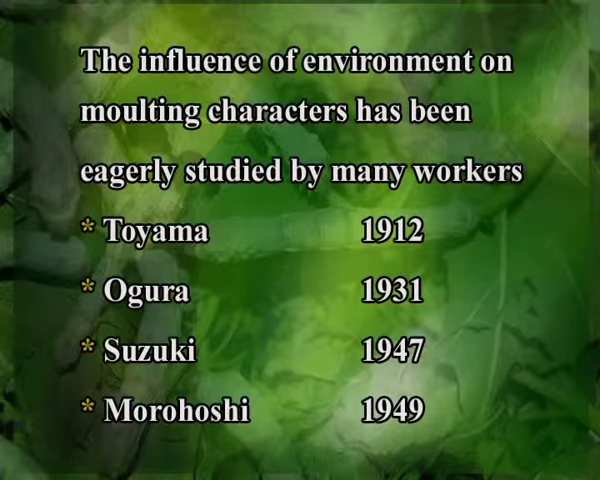 The influence of environment on
moulting characters has been
eagerly studied by many workers
* Toyama 1912
* Ogura 1931
* Suzuki 1947
* Morohoshi 1949